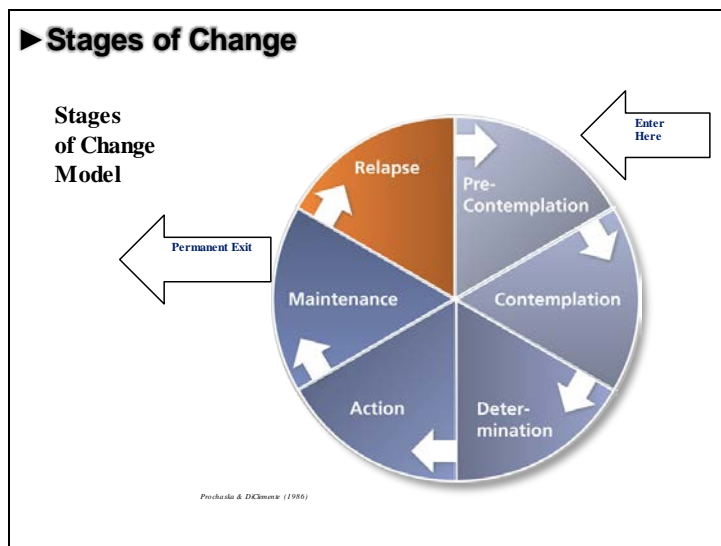 ►Stages of Change
Stages
of Change
Model
Enter
Here
Relapse
Pre-
Contemplation
Permanent Exit
Maintenance
Contemplation
Action
Deter-
mination
Prochaska & DiClemente (1986)